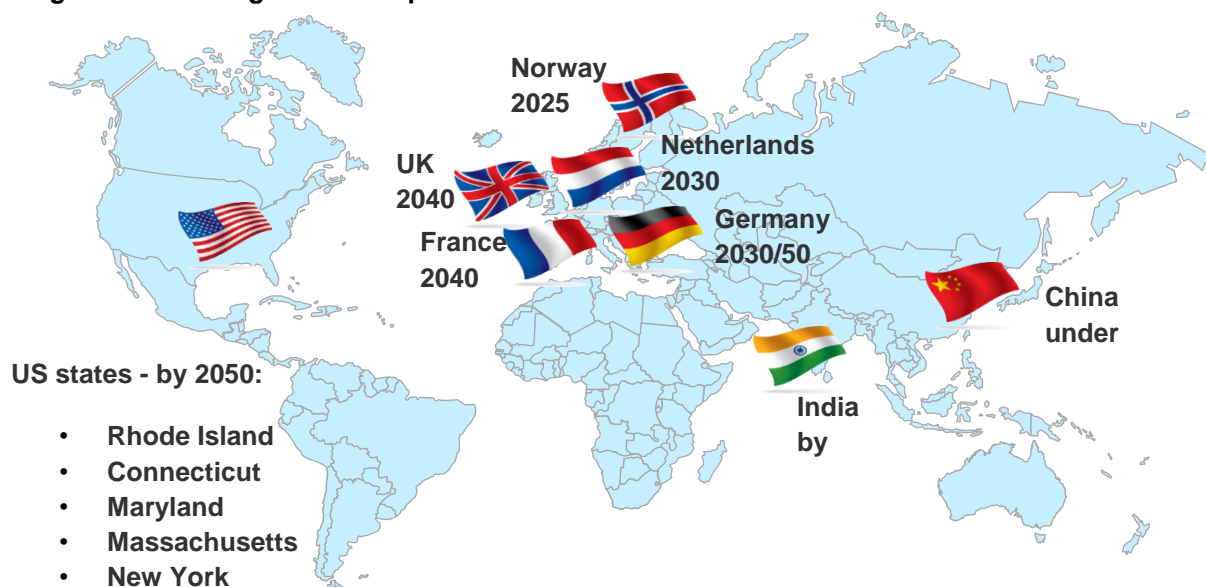 Norway
2025
Netherlands
2030
UK
2040
Germany
2030/50
France
2040
China
under
India
by
US states - by 2050:
• Rhode Island
• Connecticut
• Maryland
• Massachusetts
• New York